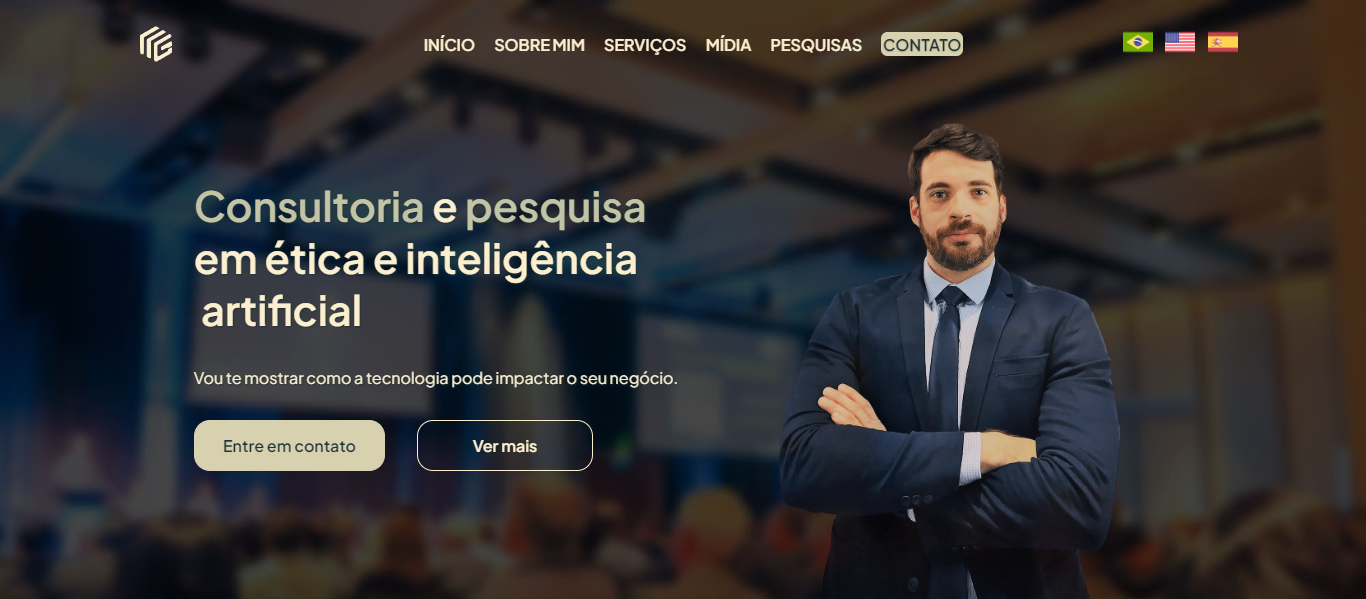 INÍCIO SOBRE MIM SERVIÇOS MÍDIA PESQUISAS CONTATO
Consultoria e pesquisa
em ética e inteligência
artificial
Vou te mostrar como a tecnologia pode impactar o seu negócio.
Entre em contato Ver mais